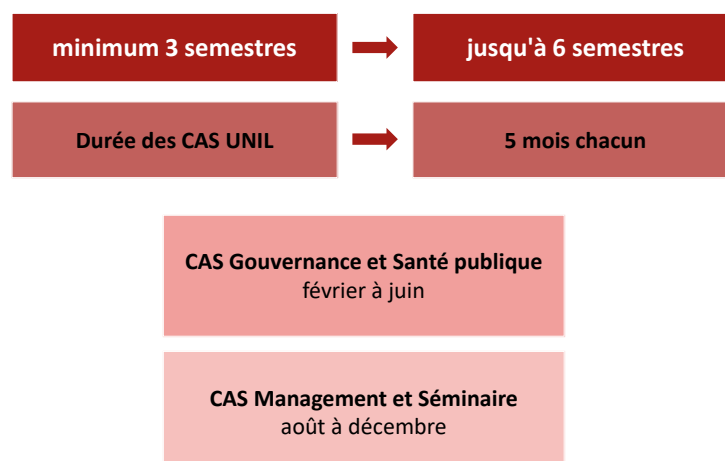 minimum 3 semestres
jusqu'à 6 semestres
Durée des CAS UNIL
5 mois chacun
CAS Gouvernance et Santé publique
février à juin
CAS Management et Séminaire
août à décembre